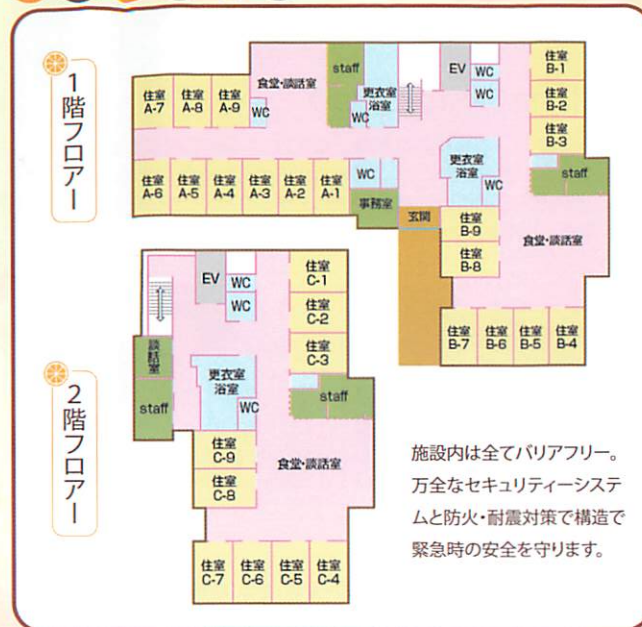 1階フロアー
住室
A-7
住室
A-8
住室
A-9
WC
食堂・談話室
staff
WC
更衣室
浴室
EV
WC
WC
住室
B-1
住室
B-2
住室
B-3
staff
更衣室
浴室
WC
住室
A-6
住室
A-5
住室
A-4
住室
A-3
住室
A-2
住室
A-1
WC
事務室
玄関
住室
B-9
住室
B-8
食堂・談話室
住室
B-7
住室
B-6
住室
B-5
住室
B-4
2階フロアー
EV
WC
WC
住室
C-1
住室
C-2
住室
C-3
談話室
staff
更衣室
浴室
WC
staff
住室
C-9
住室
C-8
食堂・談話室
住室
C-7
住室
C-6
住室
C-5
住室
C-4
施設内は全てバリアフリー。
万全なセキュリティーシステ
ムと防火・耐震対策で構造で
緊急時の安全を守ります。